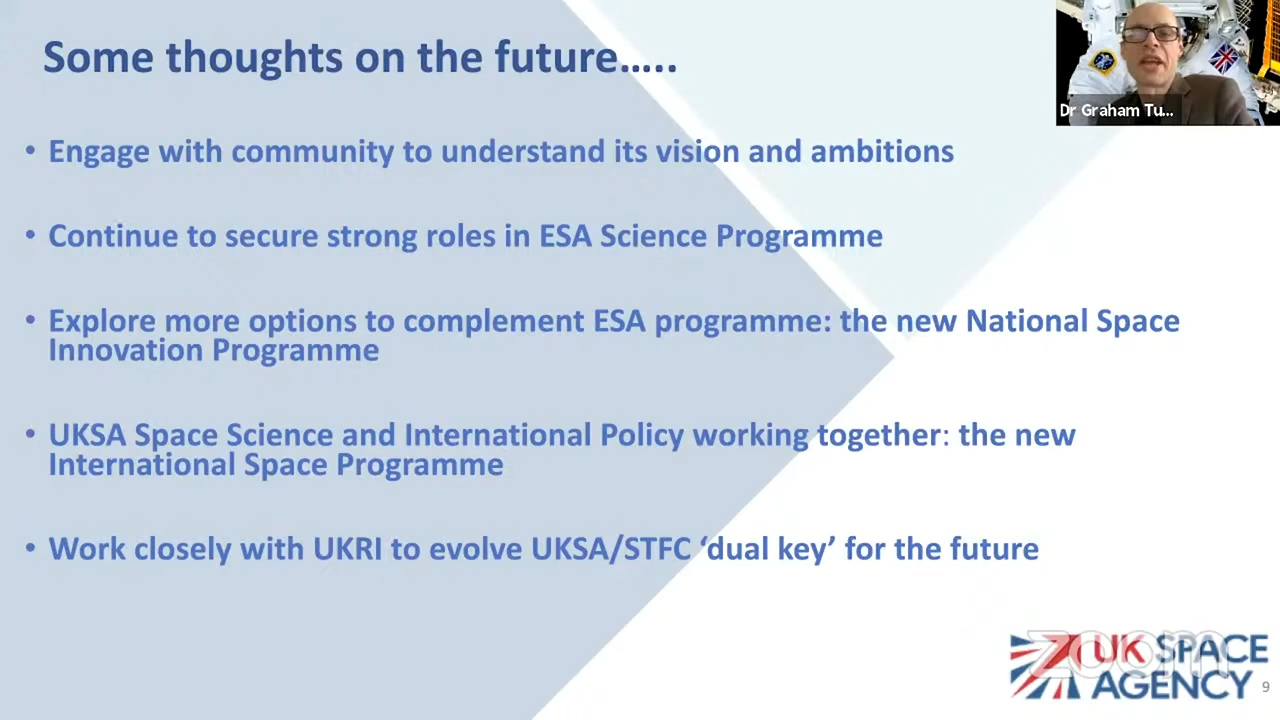 Some thoughts on the future…..
Dr Graham Tu...
• Engage with community to understand its vision and ambitions
• Continue to secure strong roles in ESA Science Programme
• Explore more options to complement ESA programme: the new National Space
Innovation Programme
• UKSA Space Science and International Policy working together: the new
International Space Programme
• Work closely with UKRI to evolve UKSA/STFC ‘dual key’ for the future
UK SPACE
AGENCY
zoom
9